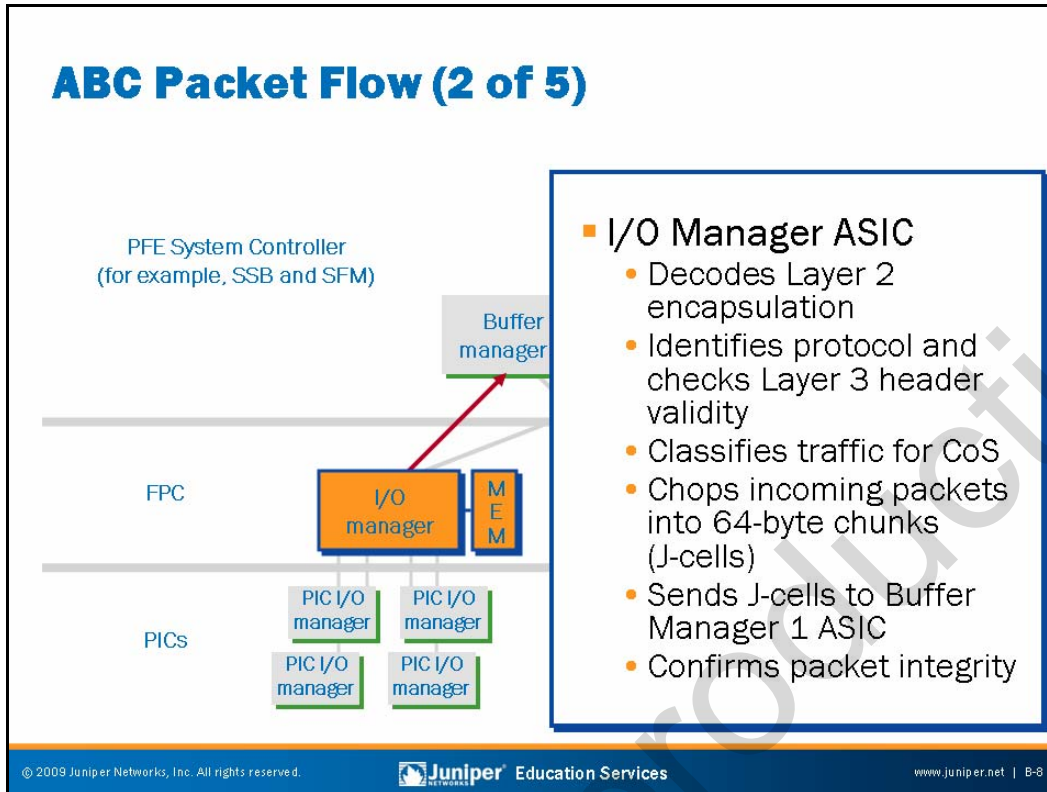 ABC Packet Flow (2 of 5)
PFE System Controller
(for example, SSB and SFM)
Buffer
manager
FPC
I/O
manager
M
E
M
PICs
PIC I/O
manager
PIC I/O
manager
PIC I/O
manager
PIC I/O
manager
▪ I/O Manager ASIC
• Decodes Layer 2
encapsulation
• Identifies protocol and
checks Layer 3 header
validity
• Classifies traffic for CoS
• Chops incoming packets
into 64-byte chunks
(J-cells)
• Sends J-cells to Buffer
Manager 1 ASIC
• Confirms packet integrity
© 2009 Juniper Networks, Inc. All rights reserved.
Juniper NETWORKS Education Services
www.juniper.net | B-8